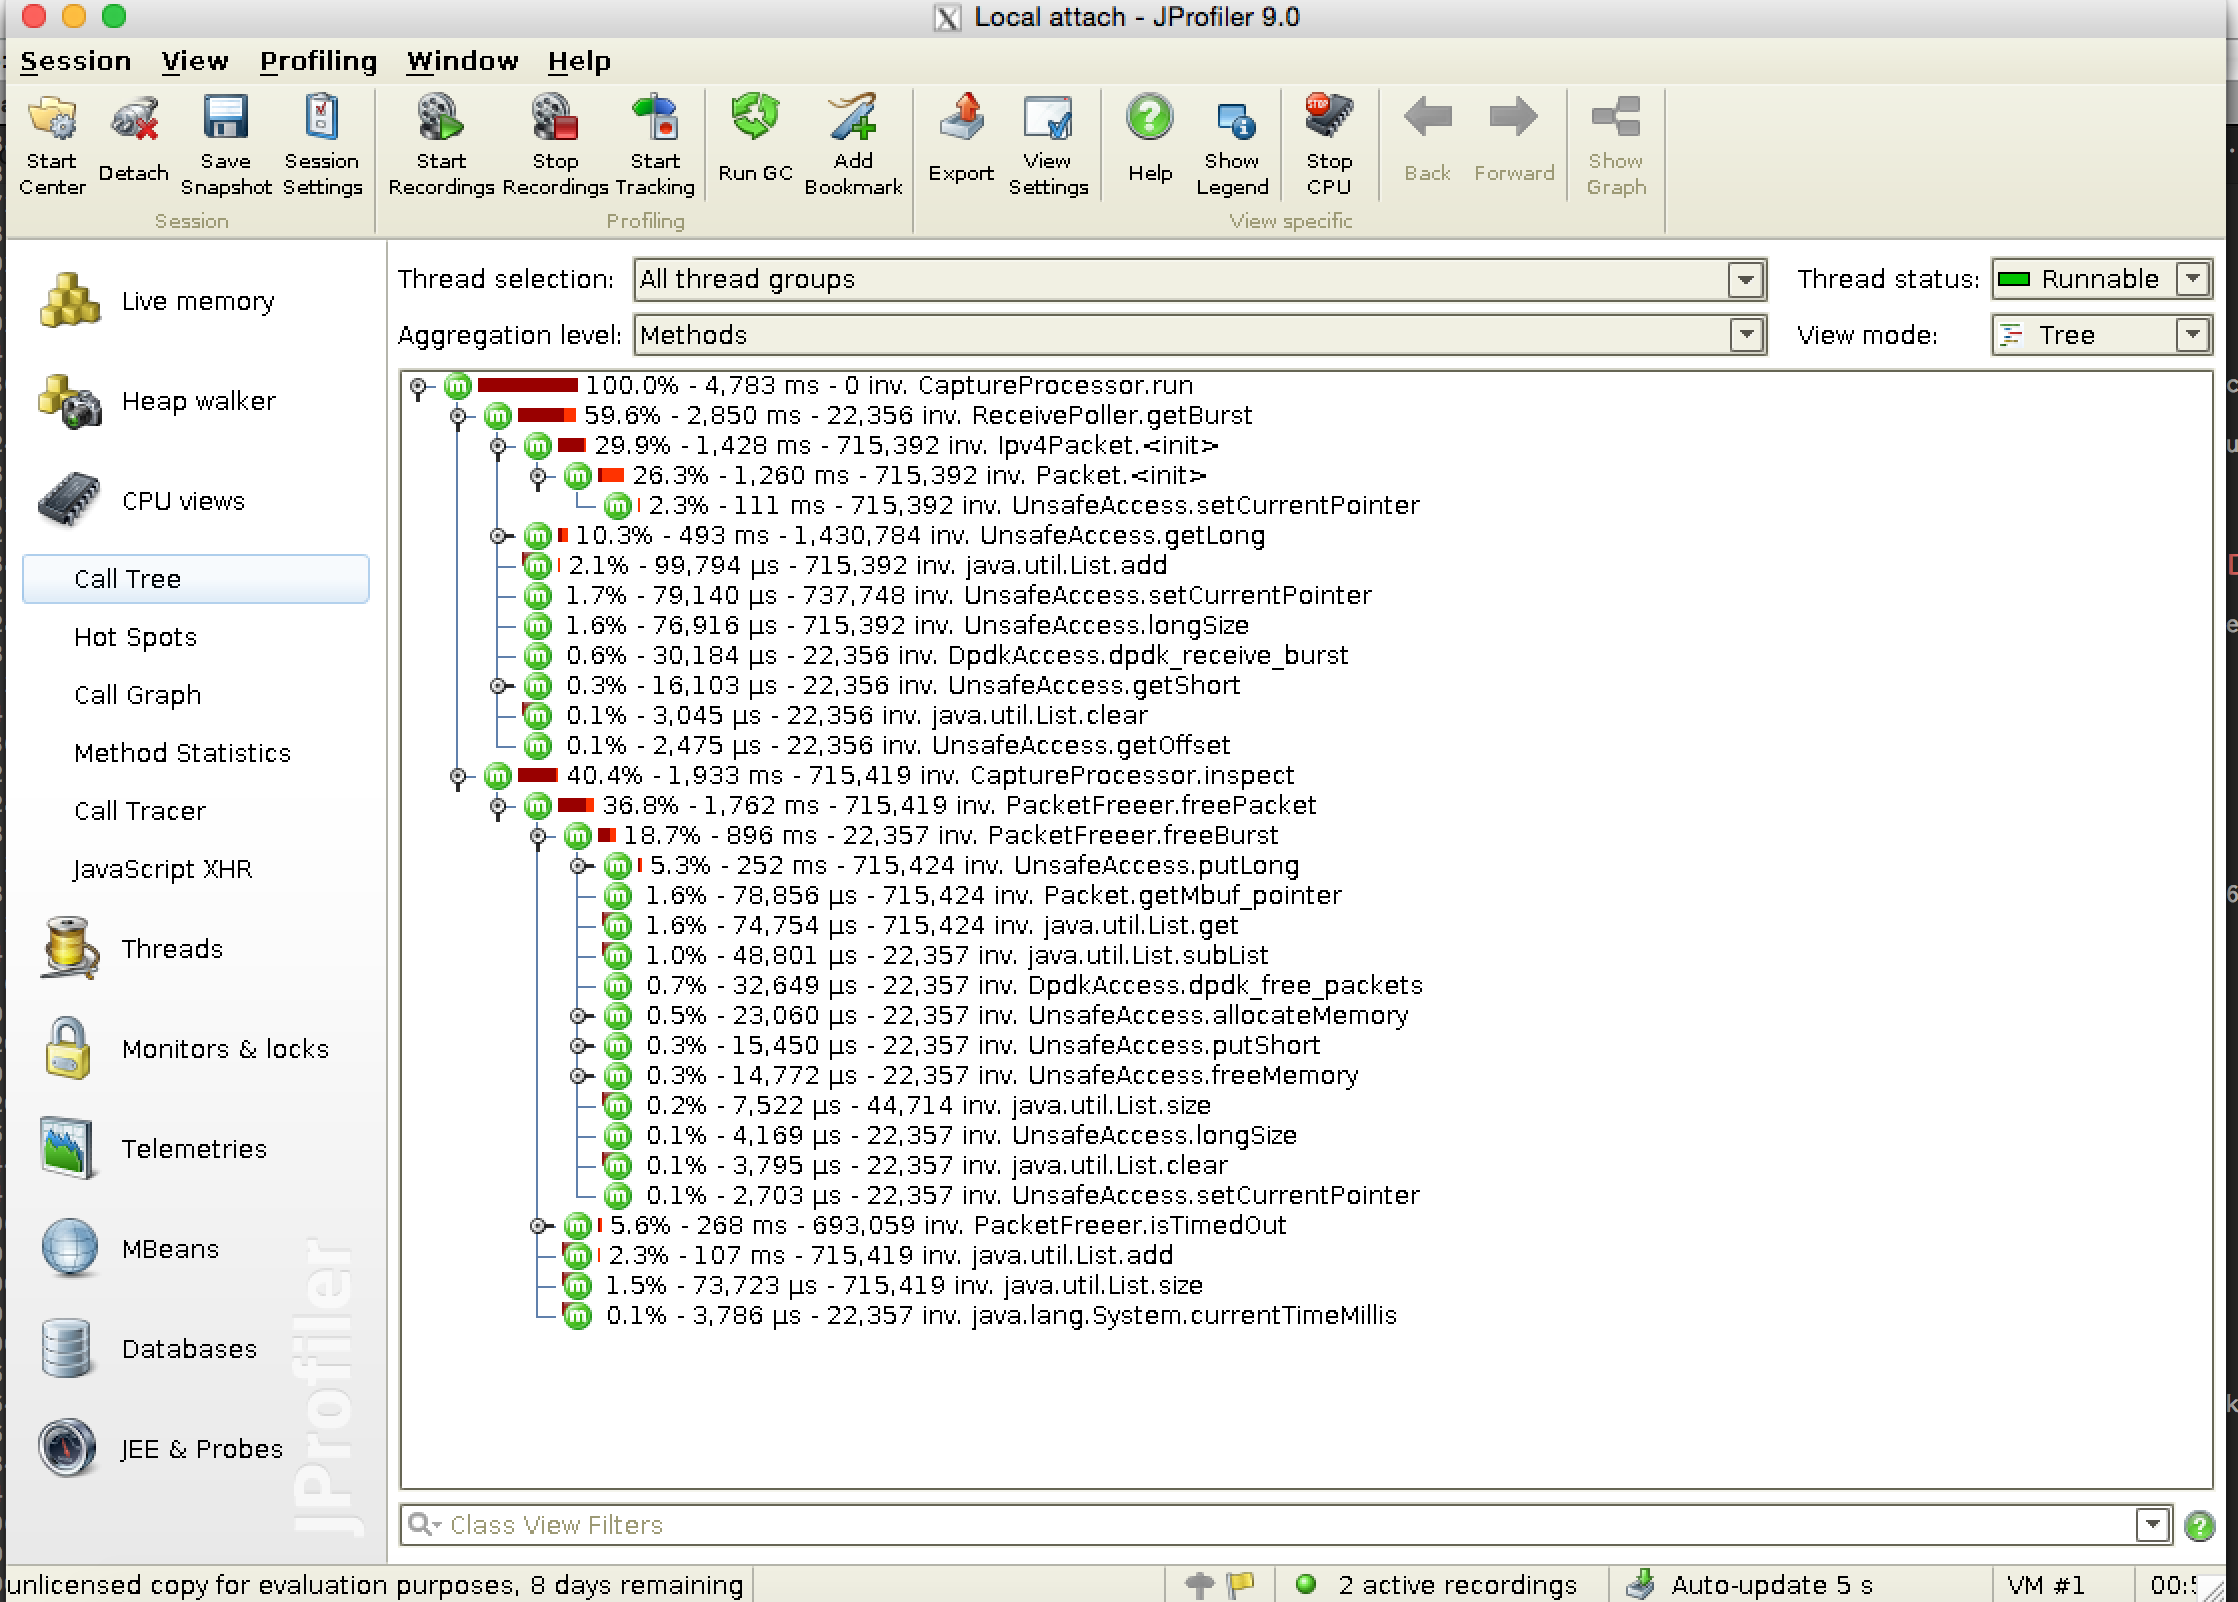 Local attach - JProfiler 9.0
Session View Profiling Window Help
Start Center
Detach
Save Snapshot
Session Settings
Start Recordings
Stop Recordings
Start Tracking
Run GC
Add Bookmark
Export
View Settings
Help
Show Legend
Stop CPU
Back
Forward
Show Graph
Session
Profiling
View specific
Live memory
Heap walker
CPU views
Call Tree
Hot Spots
Call Graph
Method Statistics
Call Tracer
JavaScript XHR
Threads
Monitors & locks
Telemetries
MBeans
Databases
JEE & Probes
JProfiler
Thread selection: All thread groups
Thread status: Runnable
Aggregation level: Methods
View mode: Tree
100.0% - 4,783 ms - 0 inv. CaptureProcessor.run
59.6% - 2,850 ms - 22,356 inv. ReceivePoller.getBurst
29.9% - 1,428 ms - 715,392 inv. Ipv4Packet.<init>
26.3% - 1,260 ms - 715,392 inv. Packet.<init>
2.3% - 111 ms - 715,392 inv. UnsafeAccess.setCurrentPointer
10.3% - 493 ms - 1,430,784 inv. UnsafeAccess.getLong
2.1% - 99,794 µs - 715,392 inv. java.util.List.add
1.7% - 79,140 µs - 737,748 inv. UnsafeAccess.setCurrentPointer
1.6% - 76,916 µs - 715,392 inv. UnsafeAccess.longSize
0.6% - 30,184 µs - 22,356 inv. DpdkAccess.dpdk_receive_burst
0.3% - 16,103 µs - 22,356 inv. UnsafeAccess.getShort
0.1% - 3,045 µs - 22,356 inv. java.util.List.clear
0.1% - 2,475 µs - 22,356 inv. UnsafeAccess.getOffset
40.4% - 1,933 ms - 715,419 inv. CaptureProcessor.inspect
36.8% - 1,762 ms - 715,419 inv. PacketFreeer.freePacket
18.7% - 896 ms - 22,357 inv. PacketFreeer.freeBurst
5.3% - 252 ms - 715,424 inv. UnsafeAccess.putLong
1.6% - 78,856 µs - 715,424 inv. Packet.getMbuf_pointer
1.6% - 74,754 µs - 715,424 inv. java.util.List.get
1.0% - 48,801 µs - 22,357 inv. java.util.List.subList
0.7% - 32,649 µs - 22,357 inv. DpdkAccess.dpdk_free_packets
0.5% - 23,060 µs - 22,357 inv. UnsafeAccess.allocateMemory
0.3% - 15,450 µs - 22,357 inv. UnsafeAccess.putShort
0.3% - 14,772 µs - 22,357 inv. UnsafeAccess.freeMemory
0.2% - 7,522 µs - 44,714 inv. java.util.List.size
0.1% - 4,169 µs - 22,357 inv. UnsafeAccess.longSize
0.1% - 3,795 µs - 22,357 inv. java.util.List.clear
0.1% - 2,703 µs - 22,357 inv. UnsafeAccess.setCurrentPointer
5.6% - 268 ms - 693,059 inv. PacketFreeer.isTimedOut
2.3% - 107 ms - 715,419 inv. java.util.List.add
1.5% - 73,723 µs - 715,419 inv. java.util.List.size
0.1% - 3,786 µs - 22,357 inv. java.lang.System.currentTimeMillis
Class View Filters
unlicensed copy for evaluation purposes, 8 days remaining
2 active recordings
Auto-update 5 s
VM #1